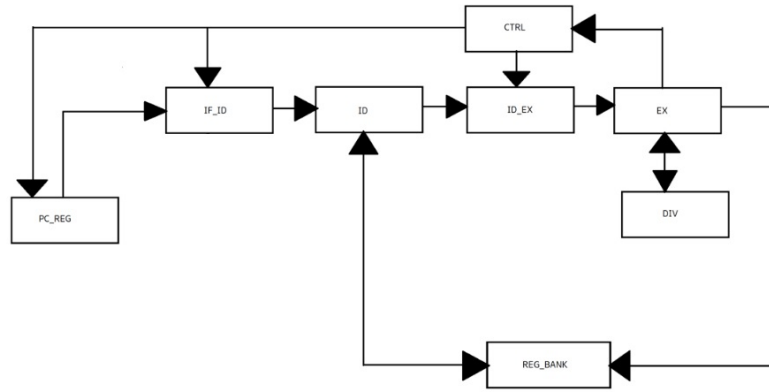 CTRL
IF_ID
ID
ID_EX
EX
PC_REG
DIV
REG_BANK